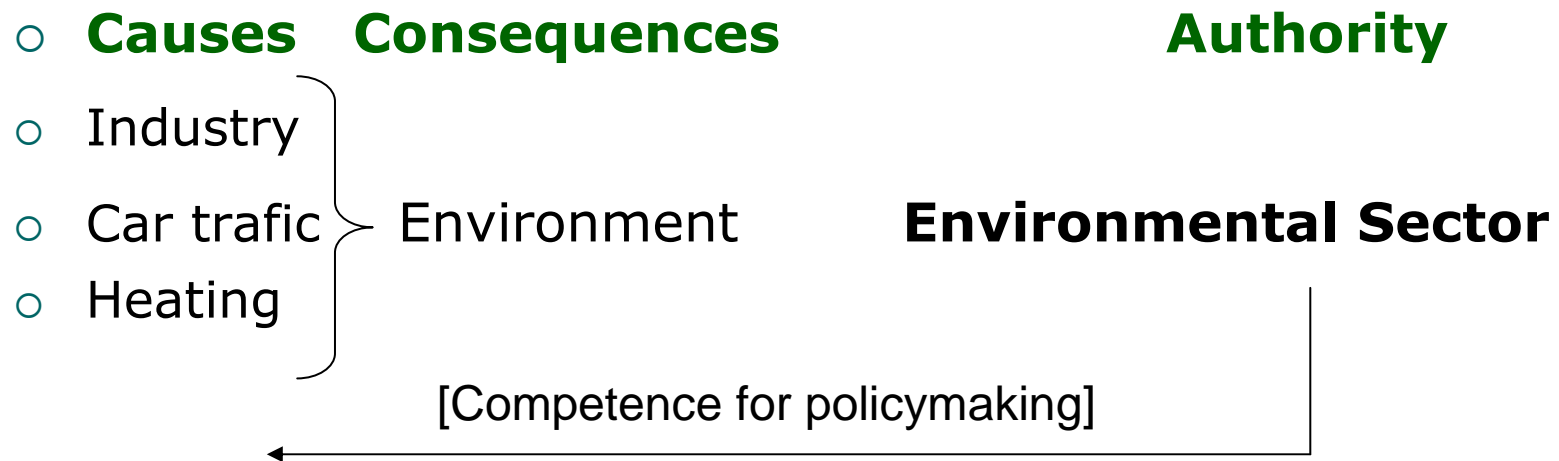 Causes Consequences Authority
Industry
Car trafic Environment Environmental Sector
Heating
[Competence for policymaking]